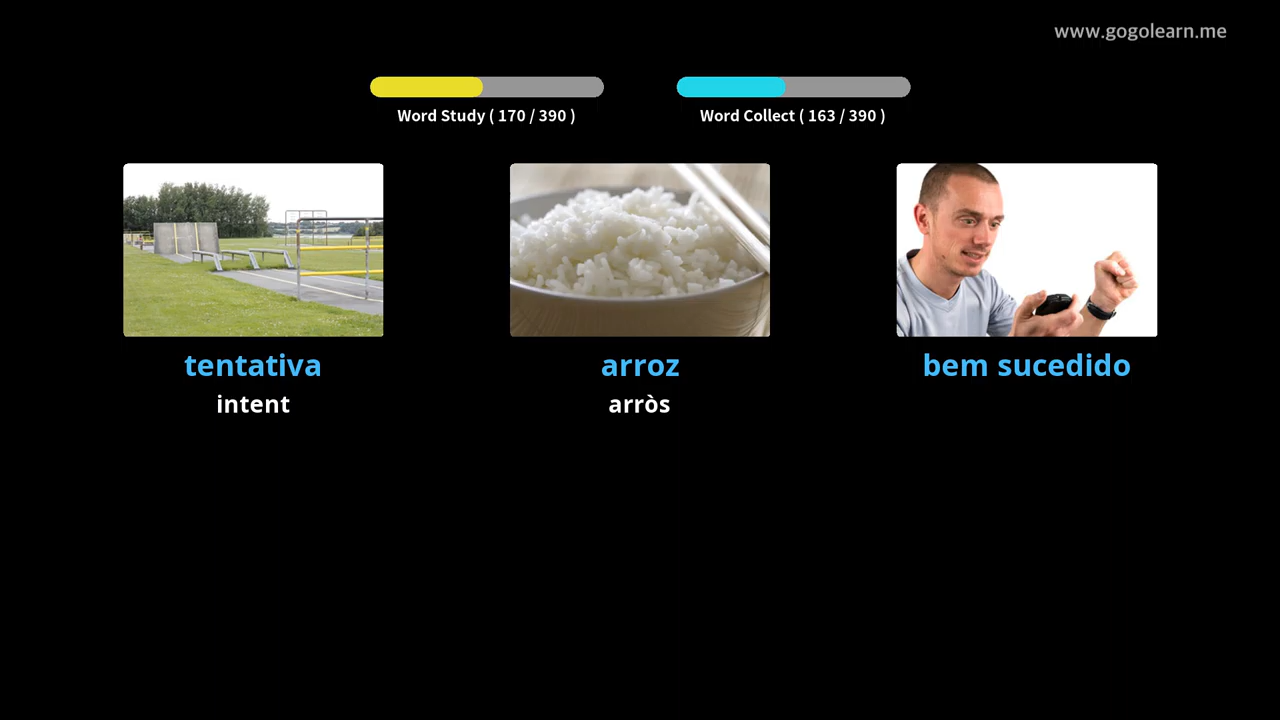 www.gogolearn.me
Word Study ( 170 / 390 )
Word Collect ( 163 / 390 )
tentativa
arroz
bem sucedido
intent
arròs